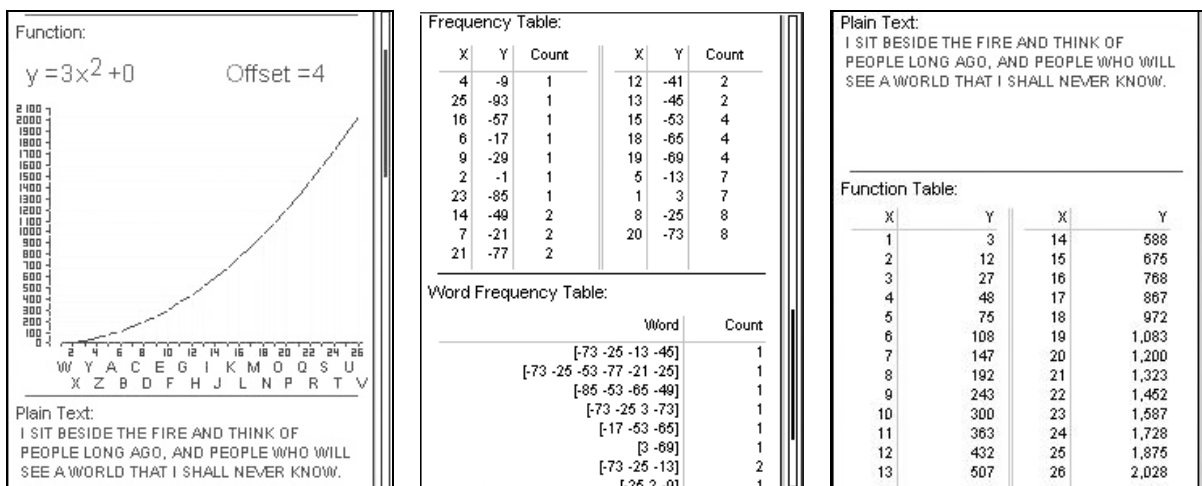 Function:
y =3x2 +0 Offset =4
2100
2000
1900
1800
1700
1600
1500
1400
1300
1200
1100
1000
900
800
700
600
500
400
300
200
100
0
2 4 6 8 10 12 14 16 18 20 22 24 26
W Y A C E G I K M O Q S U
X Z B D F H J L N P R T V
Plain Text:
I SIT BESIDE THE FIRE AND THINK OF
PEOPLE LONG AGO, AND PEOPLE WHO WILL
SEE A WORLD THAT I SHALL NEVER KNOW.
Frequency Table:
X Y Count X Y Count
4 -9 1 12 -41 2
25 -93 1 13 -45 2
16 -57 1 15 -53 4
6 -17 1 18 -65 4
9 -29 1 19 -69 4
2 -1 1 5 -13 7
23 -85 1 1 3 7
14 -49 2 8 -25 8
7 -21 2 20 -73 8
21 -77 2
Word Frequency Table:
Word Count
[-73 -25 -13 -45] 1
[-73 -25 -53 -77 -21 -25] 1
[-85 -53 -65 -49] 1
[-73 -25 3 -73] 1
[-17 -53 -65] 1
[3 -69] 1
[-73 -25 -13] 2
Plain Text:
I SIT BESIDE THE FIRE AND THINK OF
PEOPLE LONG AGO, AND PEOPLE WHO WILL
SEE A WORLD THAT I SHALL NEVER KNOW.
Function Table:
X Y X Y
1 3 14 588
2 12 15 675
3 27 16 768
4 48 17 867
5 75 18 972
6 108 19 1,083
7 147 20 1,200
8 192 21 1,323
9 243 22 1,452
10 300 23 1,587
11 363 24 1,728
12 432 25 1,875
13 507 26 2,028